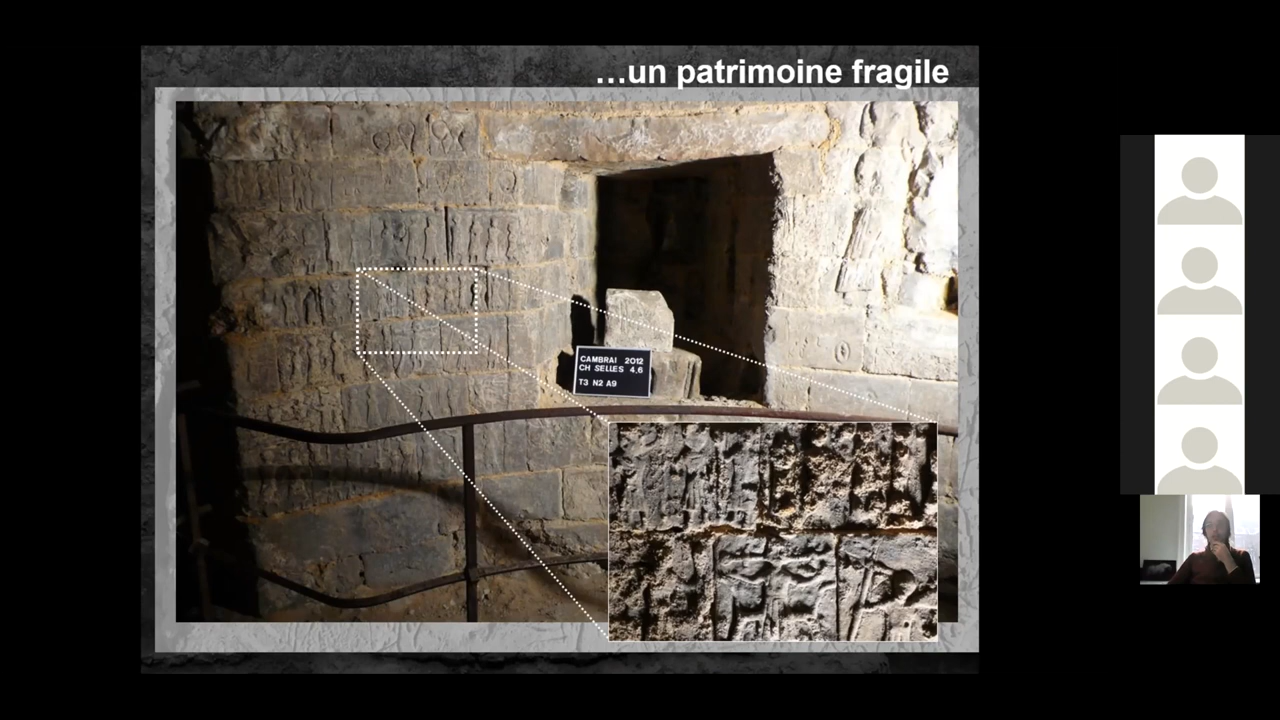 …un patrimoine fragile
CAMBRAI 2012
CH SELLES 4,6
T3 N2 A9